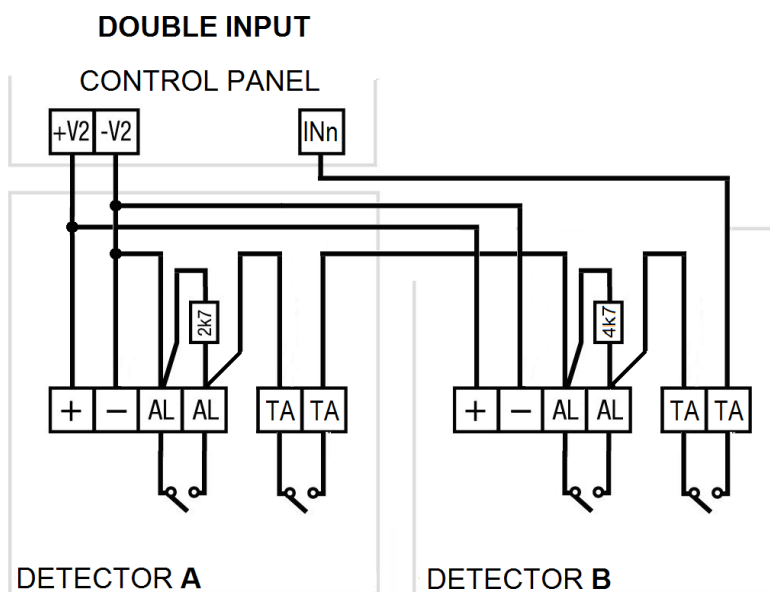 DOUBLE INPUT
CONTROL PANEL
+V2 -V2 INn
2k7 4k7
+ − AL AL TA TA + − AL AL TA TA
DETECTOR A DETECTOR B